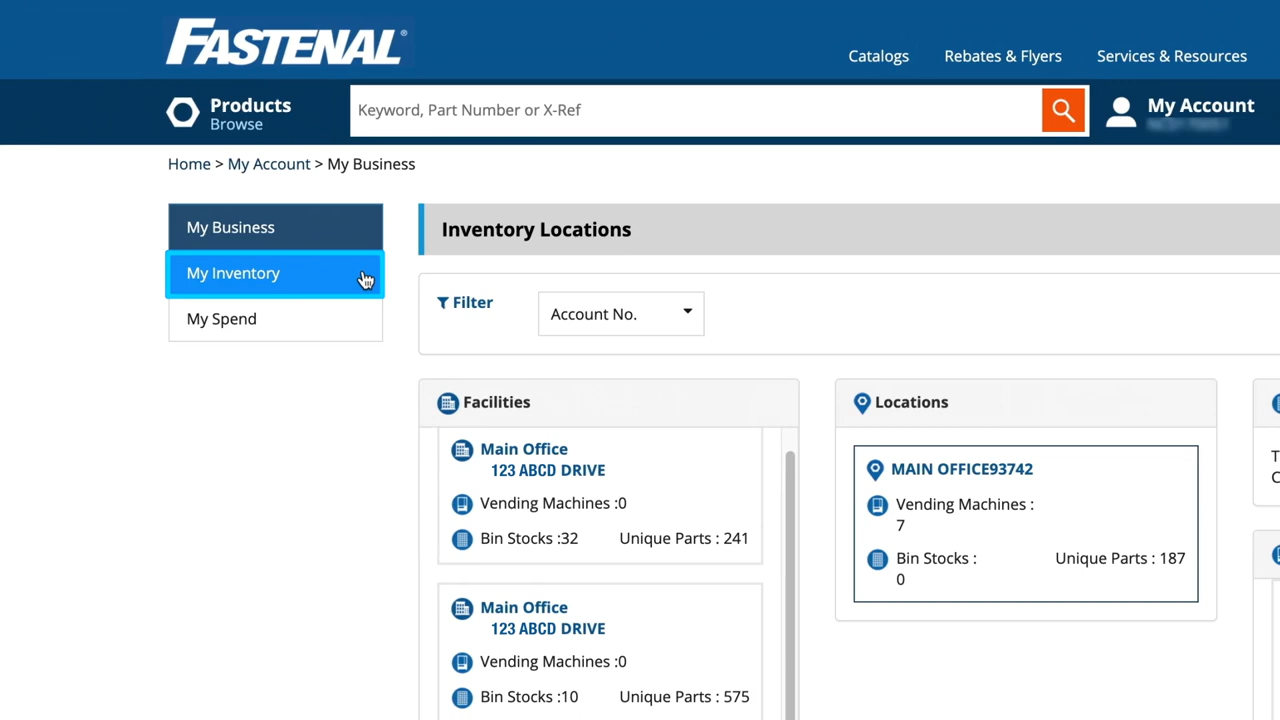 FASTENAL®
Catalogs
Rebates & Flyers
Services & Resources
Products
Browse
Keyword, Part Number or X-Ref
My Account
Home > My Account > My Business
My Business
My Inventory
My Spend
Inventory Locations
Filter
Account No.
Facilities
Main Office
123 ABCD DRIVE
Vending Machines :0
Bin Stocks :32
Unique Parts : 241
Main Office
123 ABCD DRIVE
Vending Machines :0
Bin Stocks :10
Unique Parts : 575
Locations
MAIN OFFICE93742
Vending Machines :
7
Bin Stocks :
0
Unique Parts : 187